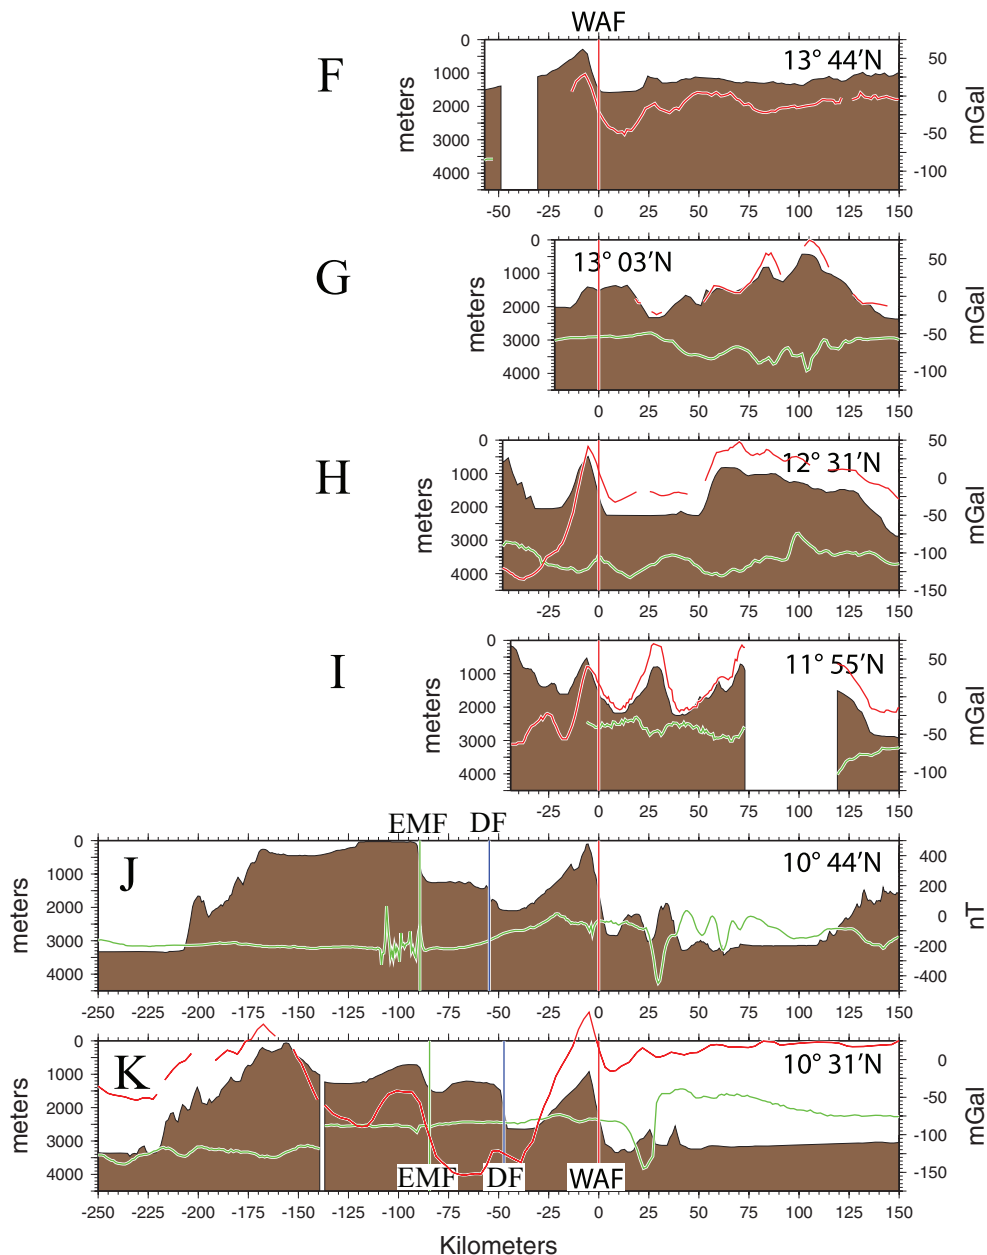 WAF
F
13° 44′N
0
1000
2000
3000
4000
meters
50
0
-50
-100
mGal
-50 -25 0 25 50 75 100 125 150
G
13° 03′N
0
1000
2000
3000
4000
meters
50
0
-50
-100
mGal
0 25 50 75 100 125 150
H
12° 31′N
0
1000
2000
3000
4000
meters
50
0
-50
-100
-150
mGal
-25 0 25 50 75 100 125 150
I
11° 55′N
0
1000
2000
3000
4000
meters
50
0
-50
-100
mGal
-25 0 25 50 75 100 125 150
EMF DF
J
10° 44′N
0
1000
2000
3000
4000
meters
400
200
0
-200
-400
nT
-250 -225 -200 -175 -150 -125 -100 -75 -50 -25 0 25 50 75 100 125 150
K
10° 31′N
0
1000
2000
3000
4000
meters
0
-50
-100
-150
mGal
EMF DF WAF
-250 -225 -200 -175 -150 -125 -100 -75 -50 -25 0 25 50 75 100 125 150
Kilometers